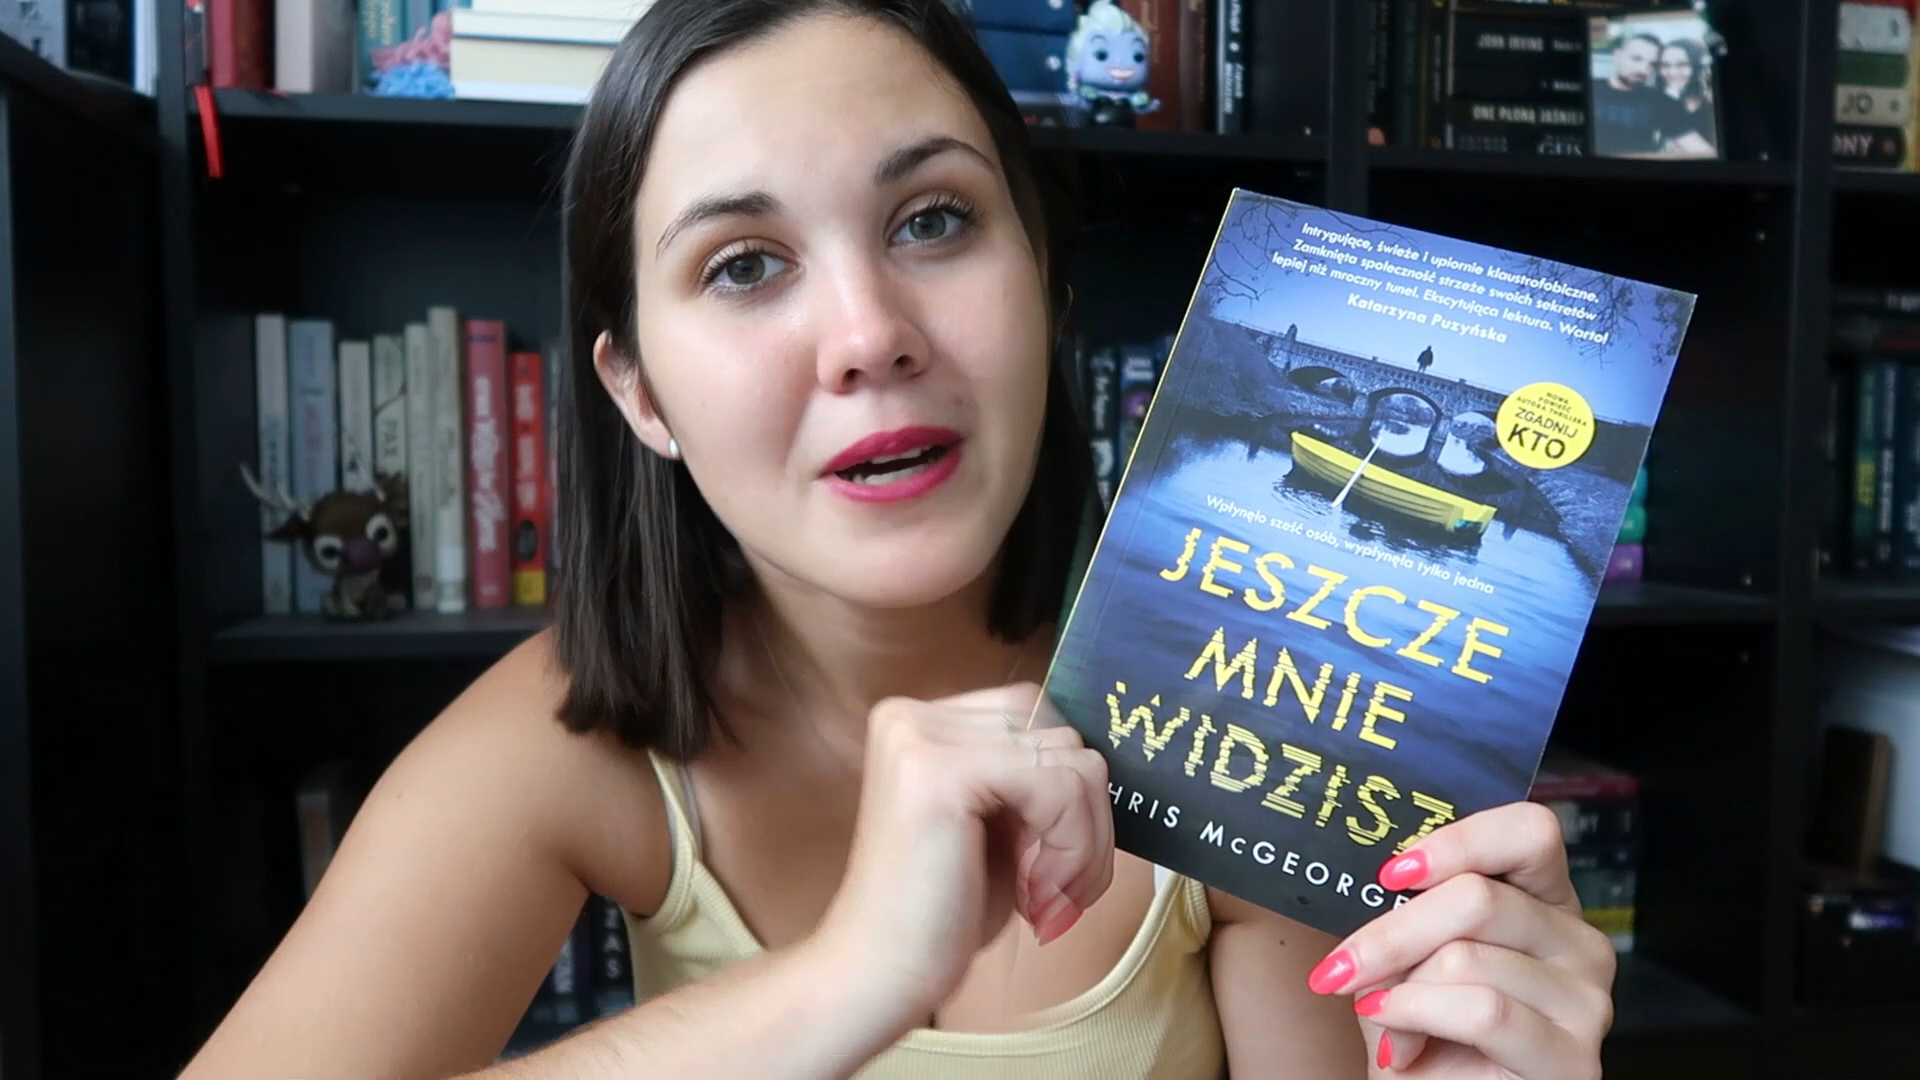 Intrygujące, świeże i upiornie klaustrofobiczne.
Zamknięta społeczność strzeże swoich sekretów
lepiej niż mroczny tunel. Ekscytująca lektura. Warto!
Katarzyna Puzyńska
NOWA
POWIEŚĆ
AUTORA THRILLERA
ZGADNIJ
KTO
Wpłynęło sześć osób, wypłynęła tylko jedna
JESZCZE
MNIE
WIDZISZ
HRIS McGEORGE
JOHN IRVING
ONE PŁONĄ JAŚNIEJ
PAX
JO
ONY